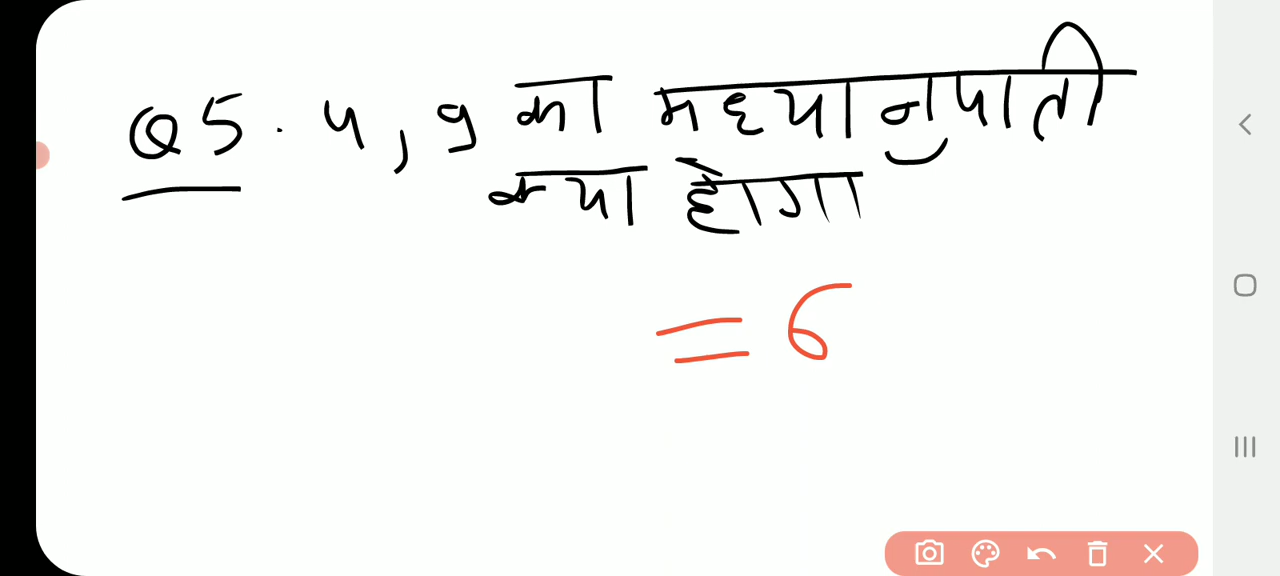 Q5. 4, 9 का मध्यानुपाती
क्या होगा
= 6